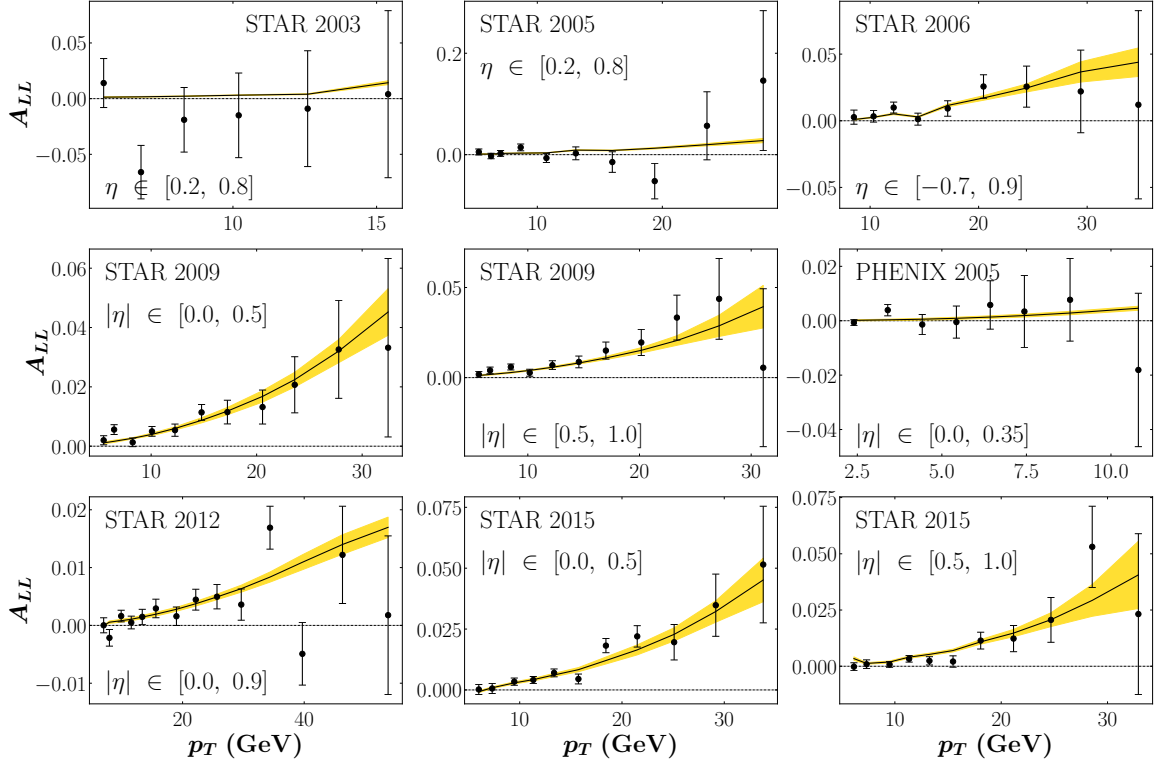 STAR 2003
STAR 2005
STAR 2006
A_{LL}
0.05
0.00
−0.05
η ∈ [0.2, 0.8]
10
15
0.2
0.0
η ∈ [0.2, 0.8]
10
20
0.05
0.00
−0.05
η ∈ [−0.7, 0.9]
10
20
30
STAR 2009
STAR 2009
PHENIX 2005
A_{LL}
0.06
0.04
0.02
0.00
|η| ∈ [0.0, 0.5]
10
20
30
0.05
0.00
|η| ∈ [0.5, 1.0]
10
20
30
0.02
0.00
−0.02
−0.04
|η| ∈ [0.0, 0.35]
2.5
5.0
7.5
10.0
STAR 2012
STAR 2015
STAR 2015
A_{LL}
0.02
0.01
0.00
−0.01
|η| ∈ [0.0, 0.9]
20
40
p_T (GeV)
0.075
0.050
0.025
0.000
|η| ∈ [0.0, 0.5]
10
20
30
p_T (GeV)
0.075
0.050
0.025
0.000
|η| ∈ [0.5, 1.0]
10
20
30
p_T (GeV)